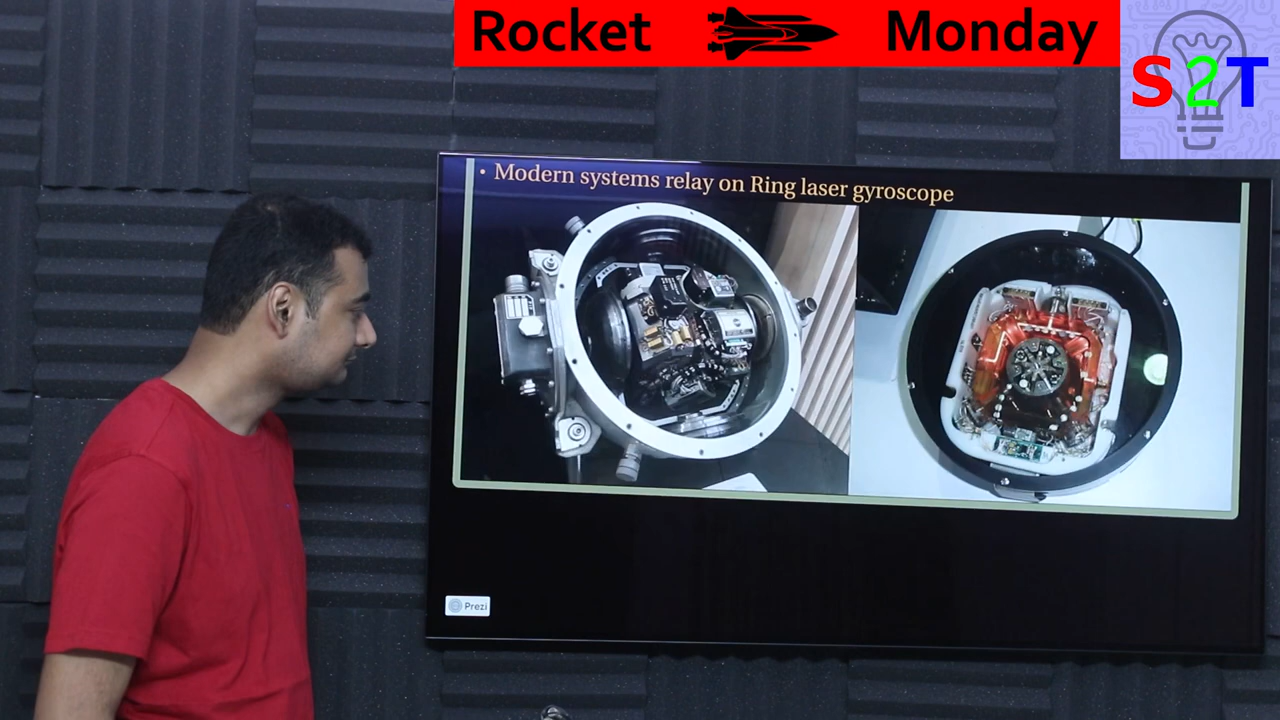 Rocket Monday
S2T
• Modern systems relay on Ring laser gyroscope
Prezi